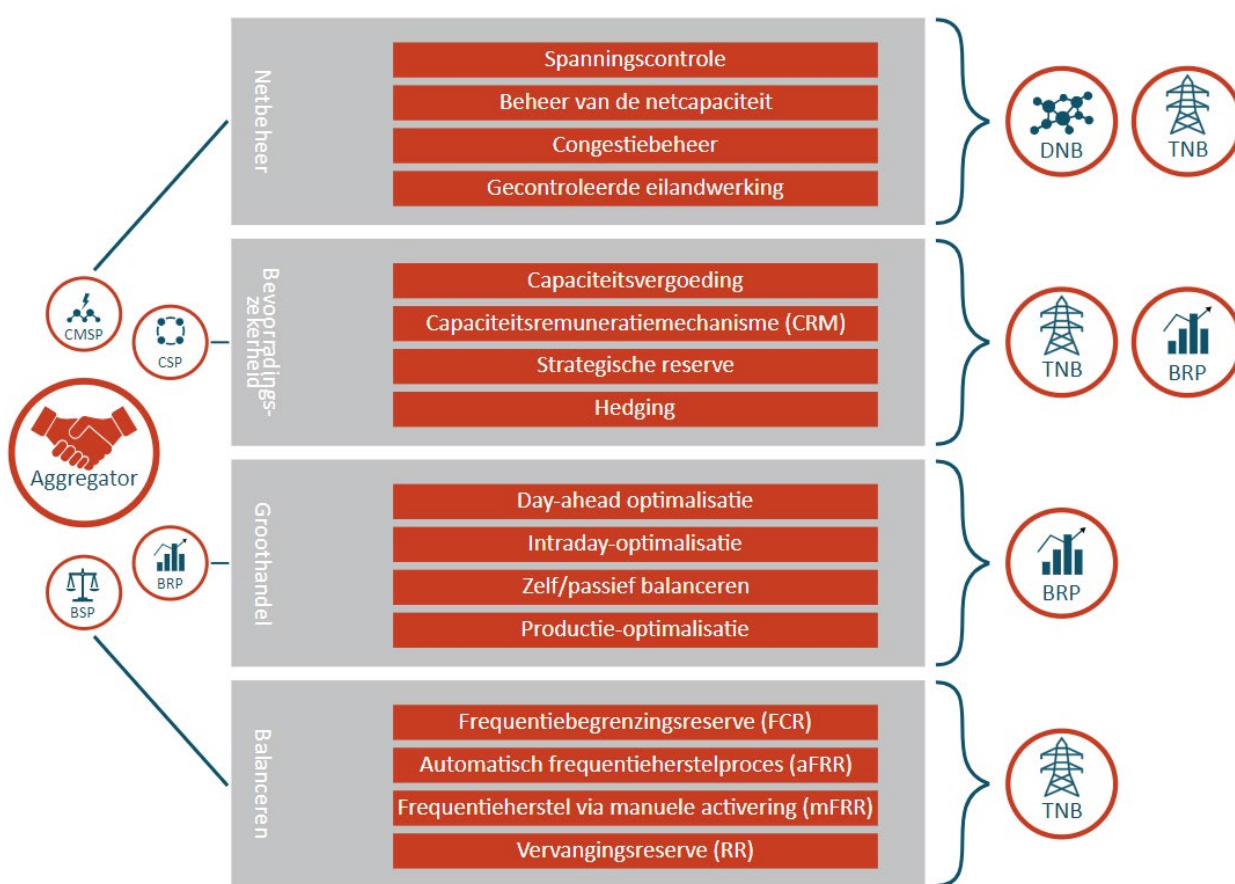 Netbeheer
Spanningscontrole
Beheer van de netcapaciteit
Congestiebeheer
Gecontroleerde eilandwerking
DNB
TNB
CMSP
CSP
Bevoorradings-
zekerheid
Capaciteitsvergoeding
Capaciteitsremuneratiemechanisme (CRM)
Strategische reserve
Hedging
TNB
BRP
Aggregator
BRP
BSP
Groothandel
Day-ahead optimalisatie
Intraday-optimalisatie
Zelf/passief balanceren
Productie-optimalisatie
BRP
Balanceren
Frequentiebegrenzingsreserve (FCR)
Automatisch frequentieherstelproces (aFRR)
Frequentieherstel via manuele activering (mFRR)
Vervangingsreserve (RR)
TNB